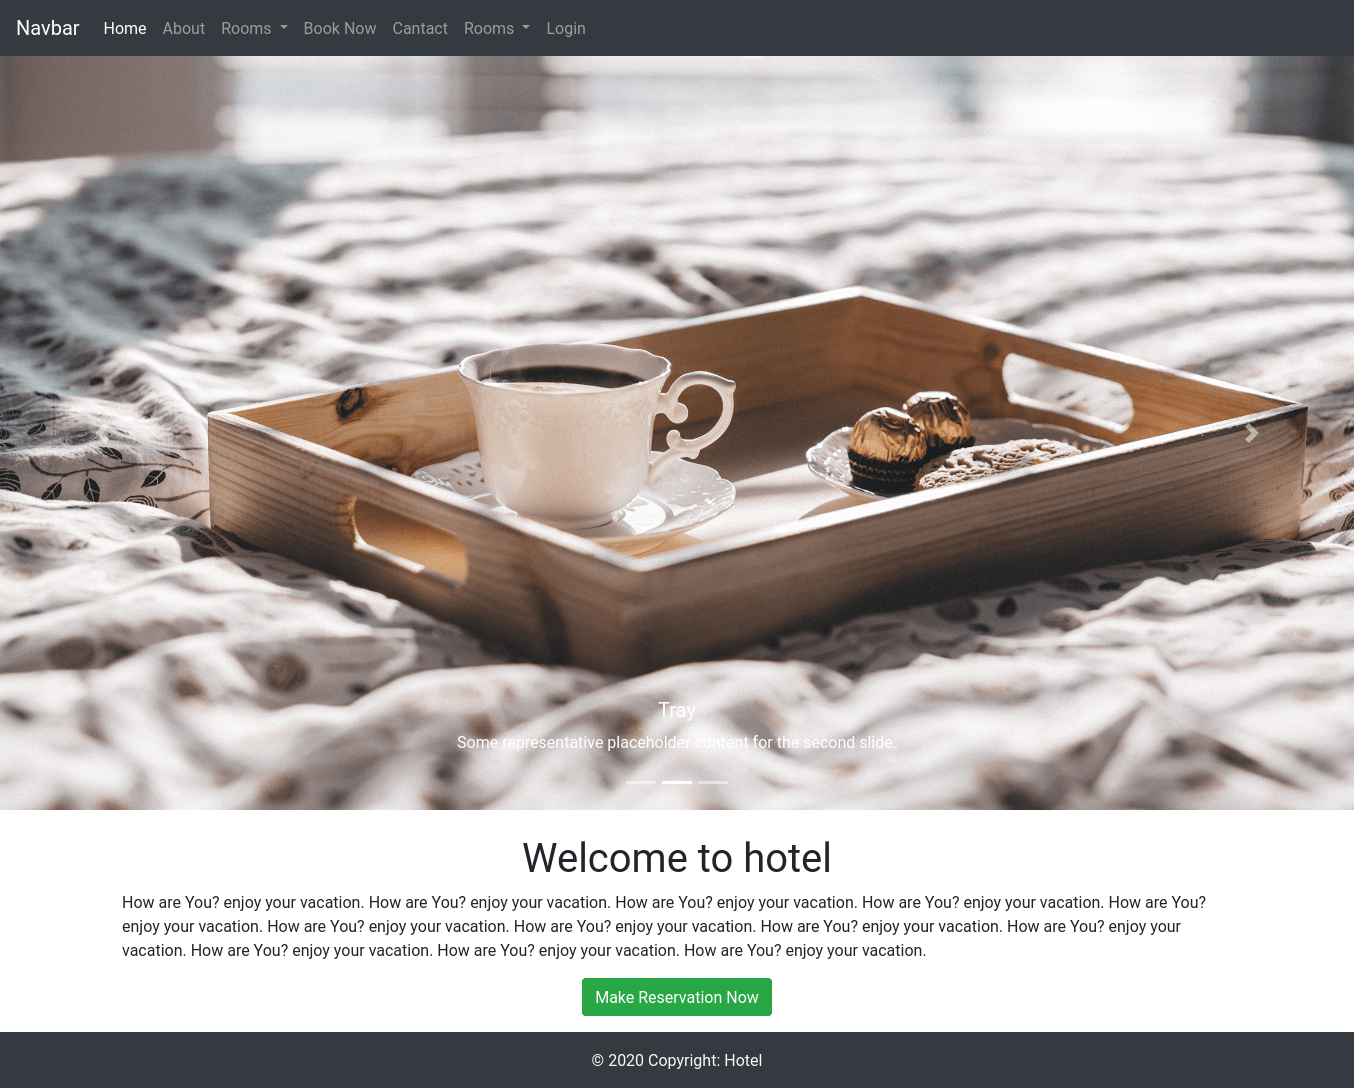 Navbar Home About Rooms Book Now Cantact Rooms Login
Tray
Some representative placeholder content for the second slide.
Welcome to hotel
How are You? enjoy your vacation. How are You? enjoy your vacation. How are You? enjoy your vacation. How are You? enjoy your vacation. How are You?
enjoy your vacation. How are You? enjoy your vacation. How are You? enjoy your vacation. How are You? enjoy your vacation. How are You? enjoy your
vacation. How are You? enjoy your vacation. How are You? enjoy your vacation. How are You? enjoy your vacation.
Make Reservation Now
© 2020 Copyright: Hotel